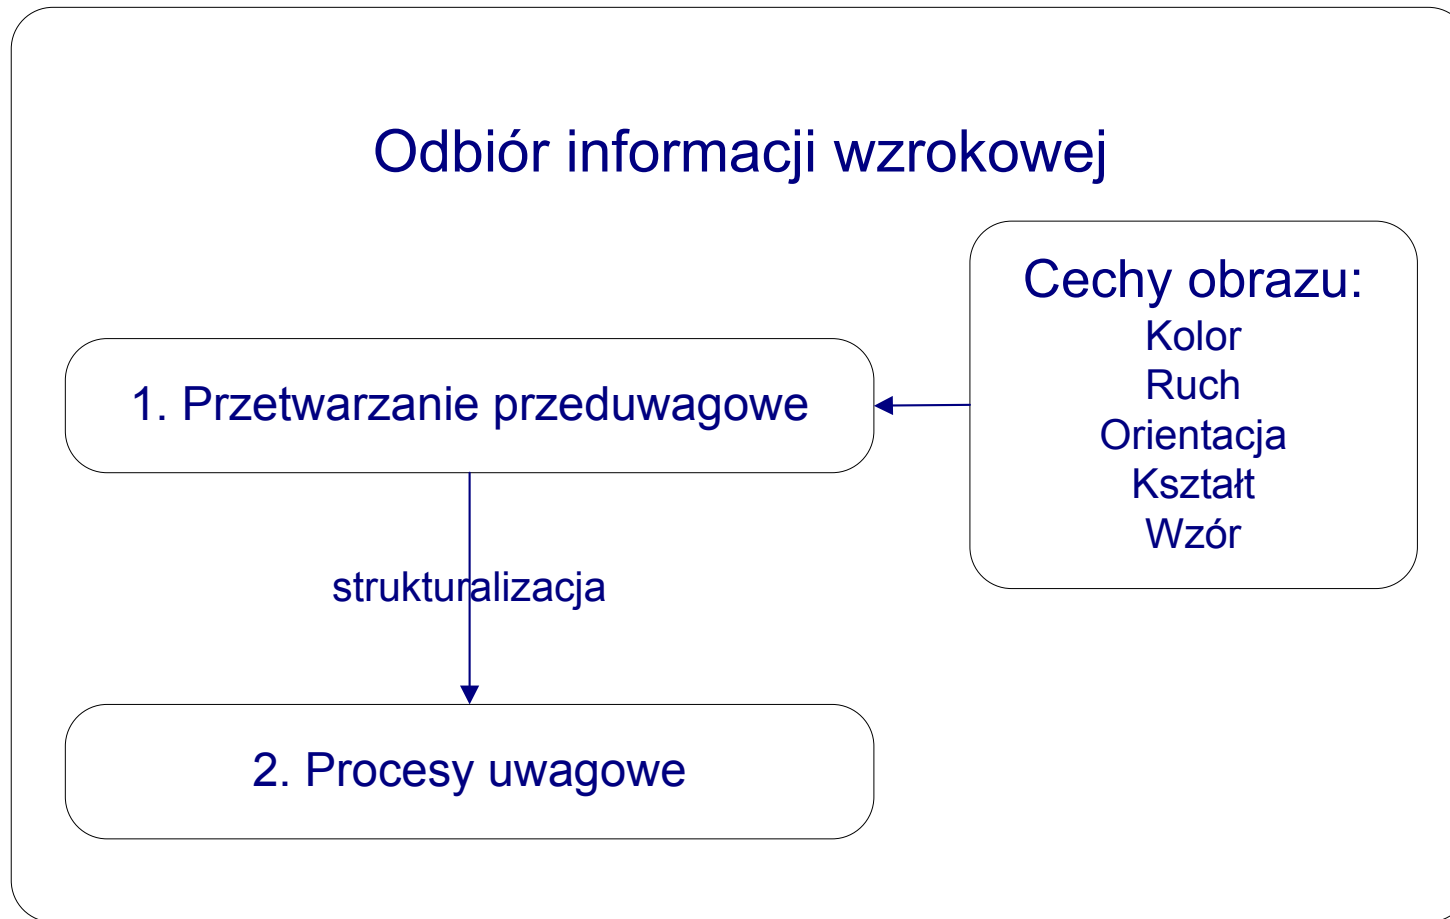 Odbiór informacji wzrokowej
Cechy obrazu:
Kolor
Ruch
Orientacja
Kształt
Wzór
1. Przetwarzanie przeduwagowe
strukturalizacja
2. Procesy uwagowe